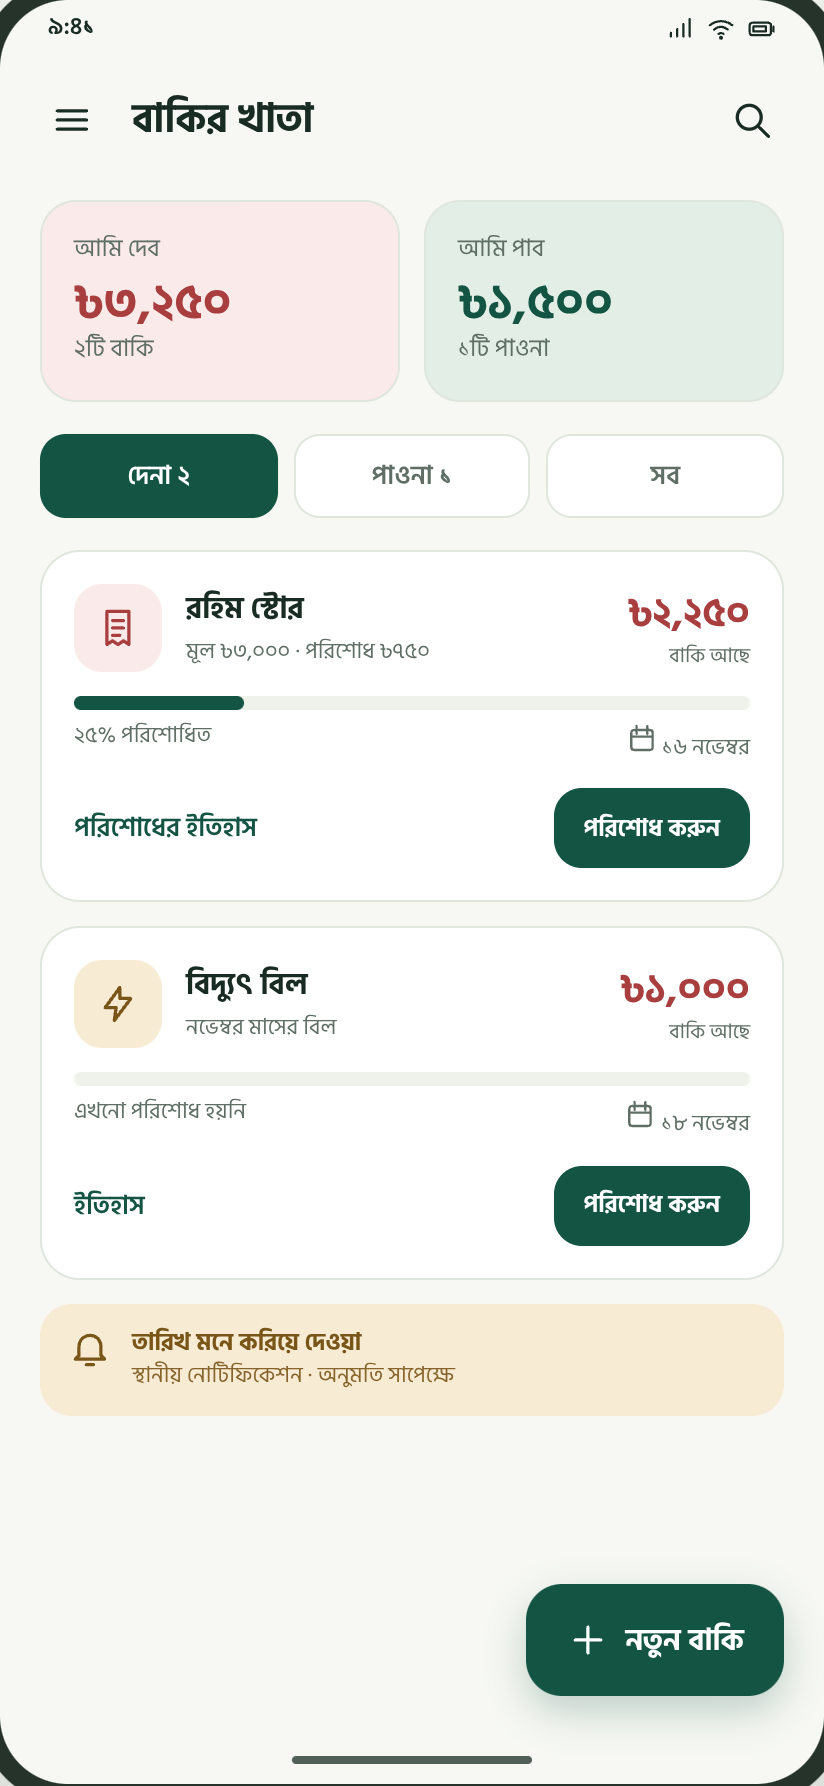 ৯:৪১
বাকির খাতা
আমি দেব
৳৩,২৫০
২টি বাকি
আমি পাব
৳১,৫০০
১টি পাওনা
দেনা ২
পাওনা ১
সব
রহিম স্টোর
মূল ৳৩,০০০ · পরিশোধ ৳৭৫০
৳২,২৫০
বাকি আছে
২৫% পরিশোধিত
১৬ নভেম্বর
পরিশোধের ইতিহাস
পরিশোধ করুন
বিদ্যুৎ বিল
নভেম্বর মাসের বিল
৳১,০০০
বাকি আছে
এখনো পরিশোধ হয়নি
১৮ নভেম্বর
ইতিহাস
পরিশোধ করুন
তারিখ মনে করিয়ে দেওয়া
স্থানীয় নোটিফিকেশন · অনুমতি সাপেক্ষে
নতুন বাকি